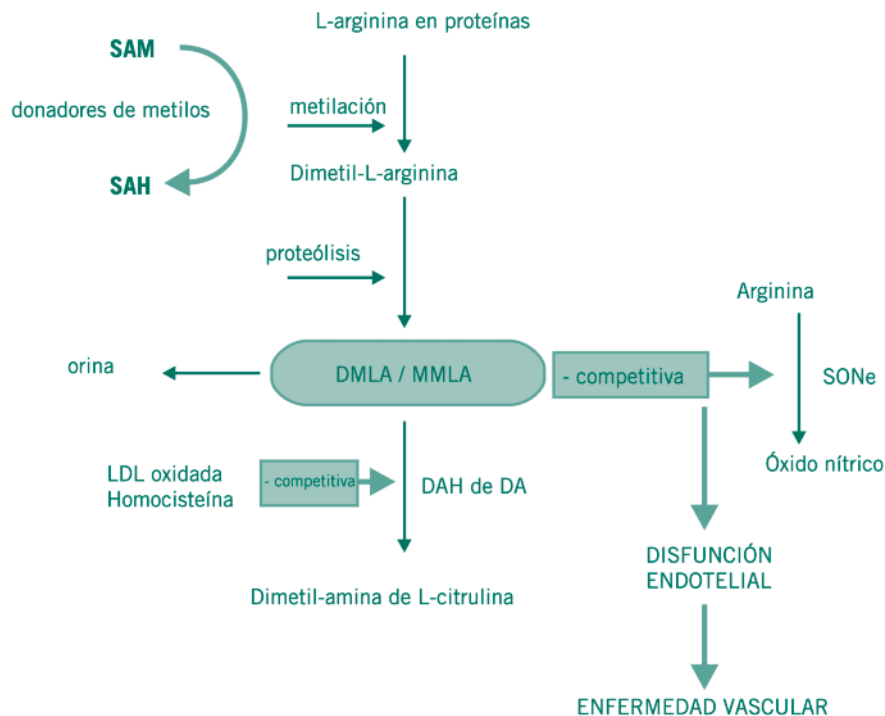 L-arginina en proteínas
SAM
donadores de metilos
metilación
SAH
Dimetil-L-arginina
proteólisis
Arginina
orina
DMLA / MMLA
- competitiva
SONe
Óxido nítrico
LDL oxidada
Homocisteína
- competitiva
DAH de DA
DISFUNCIÓN
ENDOTELIAL
Dimetil-amina de L-citrulina
ENFERMEDAD VASCULAR